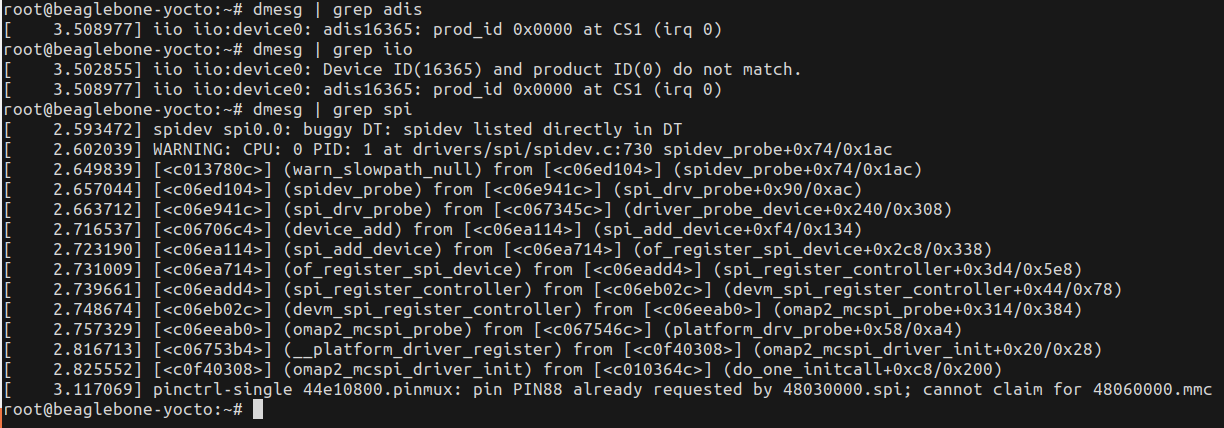 root@beaglebone-yocto:~# dmesg | grep adis
[    3.508977] iio iio:device0: adis16365: prod_id 0x0000 at CS1 (irq 0)
root@beaglebone-yocto:~# dmesg | grep iio
[    3.502855] iio iio:device0: Device ID(16365) and product ID(0) do not match.
[    3.508977] iio iio:device0: adis16365: prod_id 0x0000 at CS1 (irq 0)
root@beaglebone-yocto:~# dmesg | grep spi
[    2.593472] spidev spi0.0: buggy DT: spidev listed directly in DT
[    2.602039] WARNING: CPU: 0 PID: 1 at drivers/spi/spidev.c:730 spidev_probe+0x74/0x1ac
[    2.649839] [<c013780c>] (warn_slowpath_null) from [<c06ed104>] (spidev_probe+0x74/0x1ac)
[    2.657044] [<c06ed104>] (spidev_probe) from [<c06e941c>] (spi_drv_probe+0x90/0xac)
[    2.663712] [<c06e941c>] (spi_drv_probe) from [<c067345c>] (driver_probe_device+0x240/0x308)
[    2.716537] [<c06706c4>] (device_add) from [<c06ea114>] (spi_add_device+0xf4/0x134)
[    2.723190] [<c06ea114>] (spi_add_device) from [<c06ea714>] (of_register_spi_device+0x2c8/0x338)
[    2.731009] [<c06ea714>] (of_register_spi_device) from [<c06eadd4>] (spi_register_controller+0x3d4/0x5e8)
[    2.739661] [<c06eadd4>] (spi_register_controller) from [<c06eb02c>] (devm_spi_register_controller+0x44/0x78)
[    2.748674] [<c06eb02c>] (devm_spi_register_controller) from [<c06eeab0>] (omap2_mcspi_probe+0x314/0x384)
[    2.757329] [<c06eeab0>] (omap2_mcspi_probe) from [<c067546c>] (platform_drv_probe+0x58/0xa4)
[    2.816713] [<c06753b4>] (__platform_driver_register) from [<c0f40308>] (omap2_mcspi_driver_init+0x20/0x28)
[    2.825552] [<c0f40308>] (omap2_mcspi_driver_init) from [<c010364c>] (do_one_initcall+0xc8/0x200)
[    3.117069] pinctrl-single 44e10800.pinmux: pin PIN88 already requested by 48030000.spi; cannot claim for 48060000.mmc
root@beaglebone-yocto:~#